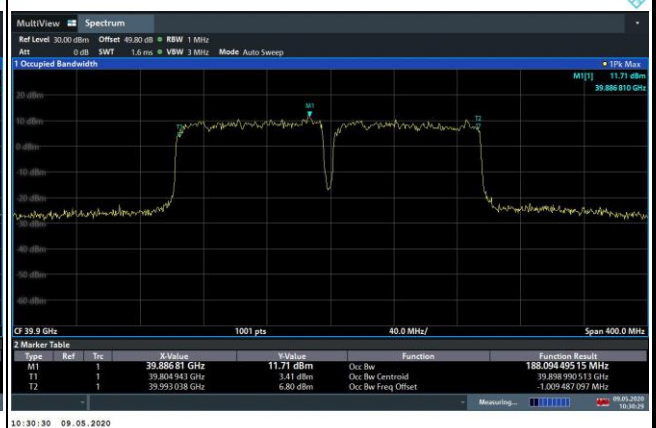 MultiView Spectrum
Ref Level 30.00 dBm Offset 49.80 dB RBW 1 MHz
Att 0 dB SWT 1.6 ms VBW 3 MHz Mode Auto Sweep
1 Occupied Bandwidth 1Pk Max
M1[1] 11.71 dBm
39.886 810 GHz
20 dBm
M1
10 dBm
T1
T2
0 dBm
-10 dBm
-20 dBm
-30 dBm
-40 dBm
-50 dBm
-60 dBm
CF 39.9 GHz 1001 pts 40.0 MHz/ Span 400.0 MHz
2 Marker Table
Type Ref Trc X-Value Y-Value Function Function Result
M1 1 39.886 81 GHz 11.71 dBm Occ Bw 188.094 495 15 MHz
T1 1 39.804 943 GHz 3.41 dBm Occ Bw Centroid 39.898 990 513 GHz
T2 1 39.993 038 GHz 6.80 dBm Occ Bw Freq Offset -1.009 487 097 MHz
Measuring... 09.05.2020
10:30:29
10:30:30 09.05.2020